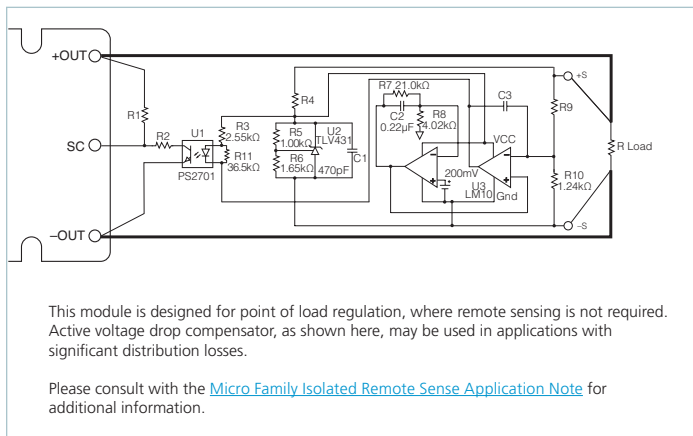 +OUT
R1
SC
R2
U1
PS2701
R3
2.55kΩ
R11
36.5kΩ
R4
R5
1.00kΩ
R6
1.65kΩ
U2
TLV431
470pF
C1
R7 21.0kΩ
C2
0.22µF
R8
4.02kΩ
C3
VCC
200mV
U3
LM10
Gnd
+S
R9
R Load
R10
1.24kΩ
–S
–OUT
This module is designed for point of load regulation, where remote sensing is not required.
Active voltage drop compensator, as shown here, may be used in applications with
significant distribution losses.
Please consult with the Micro Family Isolated Remote Sense Application Note for
additional information.